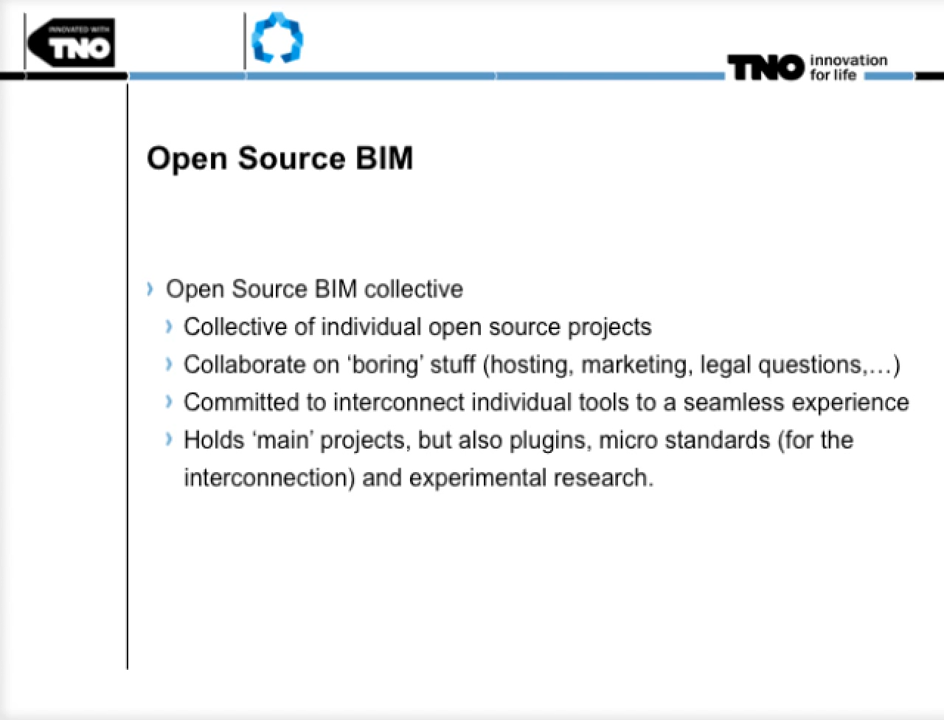 INNOVATED WITH
TNO
TNO innovation
for life
Open Source BIM
› Open Source BIM collective
› Collective of individual open source projects
› Collaborate on ‘boring’ stuff (hosting, marketing, legal questions,…)
› Committed to interconnect individual tools to a seamless experience
› Holds ‘main’ projects, but also plugins, micro standards (for the
interconnection) and experimental research.